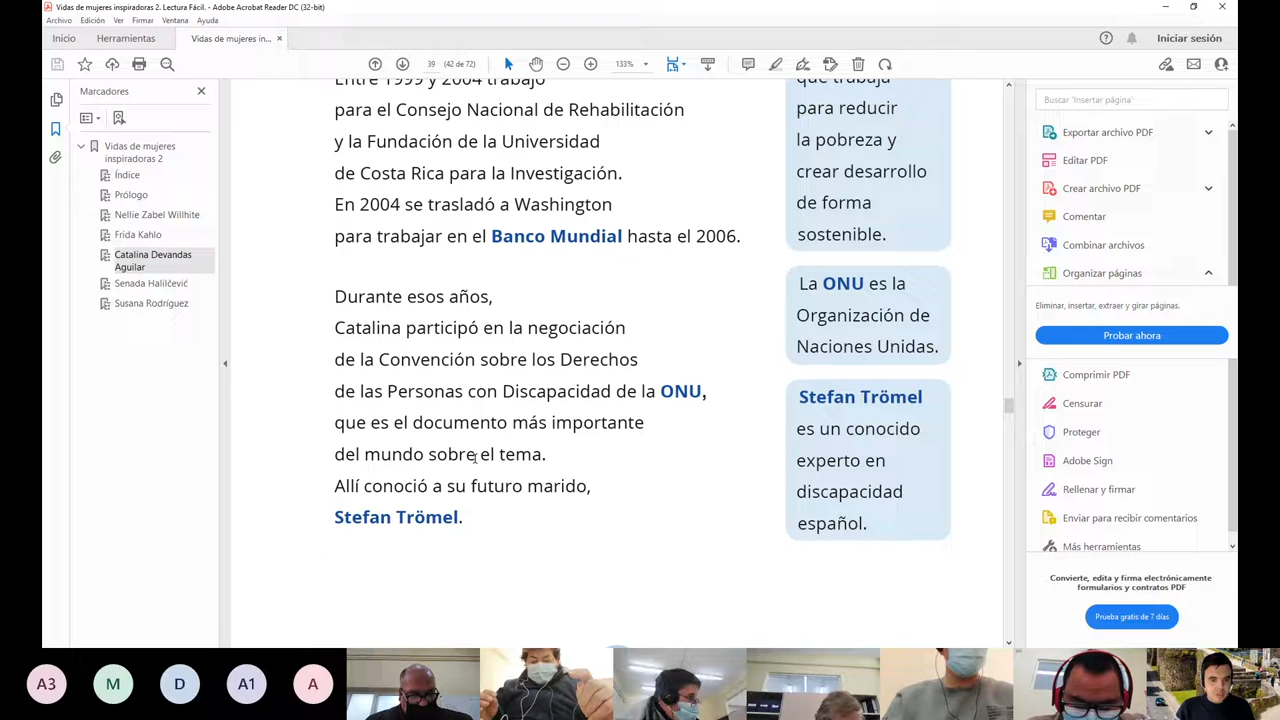 Vidas de mujeres inspiradoras 2. Lectura Fácil. - Adobe Acrobat Reader DC (32-bit)
Archivo Edición Ver Firmar Ventana Ayuda
Inicio Herramientas Vidas de mujeres in... ×
Iniciar sesión
39 (42 de 72) 133%
Marcadores
Vidas de mujeres
inspiradoras 2
Índice
Prólogo
Nellie Zabel Willhite
Frida Kahlo
Catalina Devandas
Aguilar
Senada Halilčević
Susana Rodríguez
Entre 1999 y 2004 trabajó
para el Consejo Nacional de Rehabilitación
y la Fundación de la Universidad
de Costa Rica para la Investigación.
En 2004 se trasladó a Washington
para trabajar en el Banco Mundial hasta el 2006.
Durante esos años,
Catalina participó en la negociación
de la Convención sobre los Derechos
de las Personas con Discapacidad de la ONU,
que es el documento más importante
del mundo sobre el tema.
Allí conoció a su futuro marido,
Stefan Trömel.
que trabaja
para reducir
la pobreza y
crear desarrollo
de forma
sostenible.
La ONU es la
Organización de
Naciones Unidas.
Stefan Trömel
es un conocido
experto en
discapacidad
español.
Buscar 'Insertar página'
Exportar archivo PDF
Editar PDF
Crear archivo PDF
Comentar
Combinar archivos
Organizar páginas
Eliminar, insertar, extraer y girar páginas.
Probar ahora
Comprimir PDF
Censurar
Proteger
Adobe Sign
Rellenar y firmar
Enviar para recibir comentarios
Más herramientas
Convierte, edita y firma electrónicamente
formularios y contratos PDF
Prueba gratis de 7 días
A3 M D A1 A